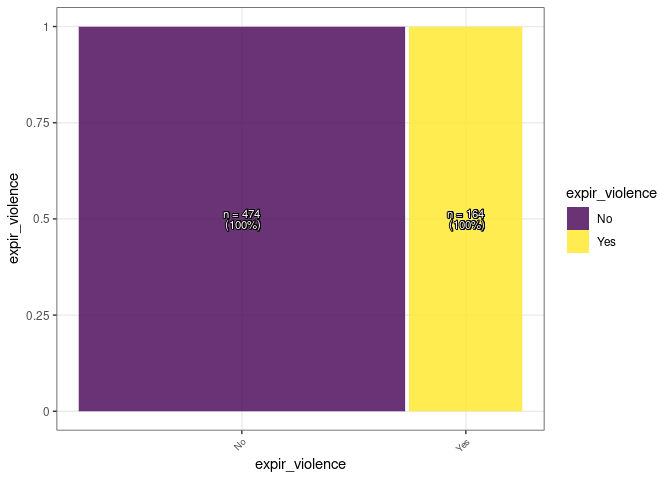 1
0.75
0.5
0.25
0
expir_violence
n = 474
(100%)
n = 164
(100%)
No
Yes
expir_violence
expir_violence
No
Yes